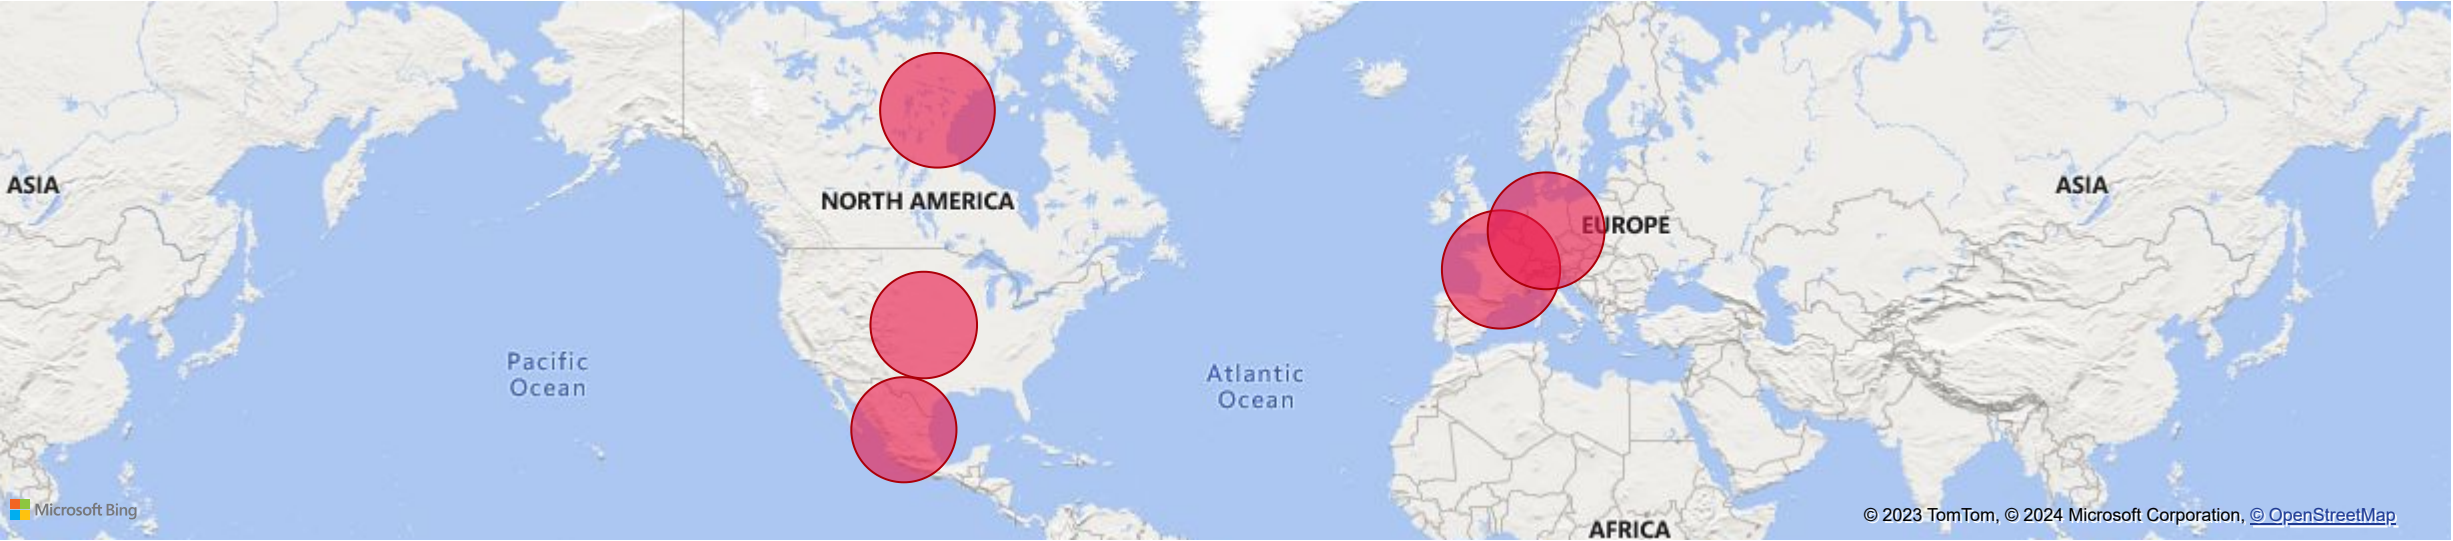 ASIA
NORTH AMERICA
EUROPE
ASIA
Pacific
Ocean
Atlantic
Ocean
AFRICA
Microsoft Bing
© 2023 TomTom, © 2024 Microsoft Corporation, © OpenStreetMap